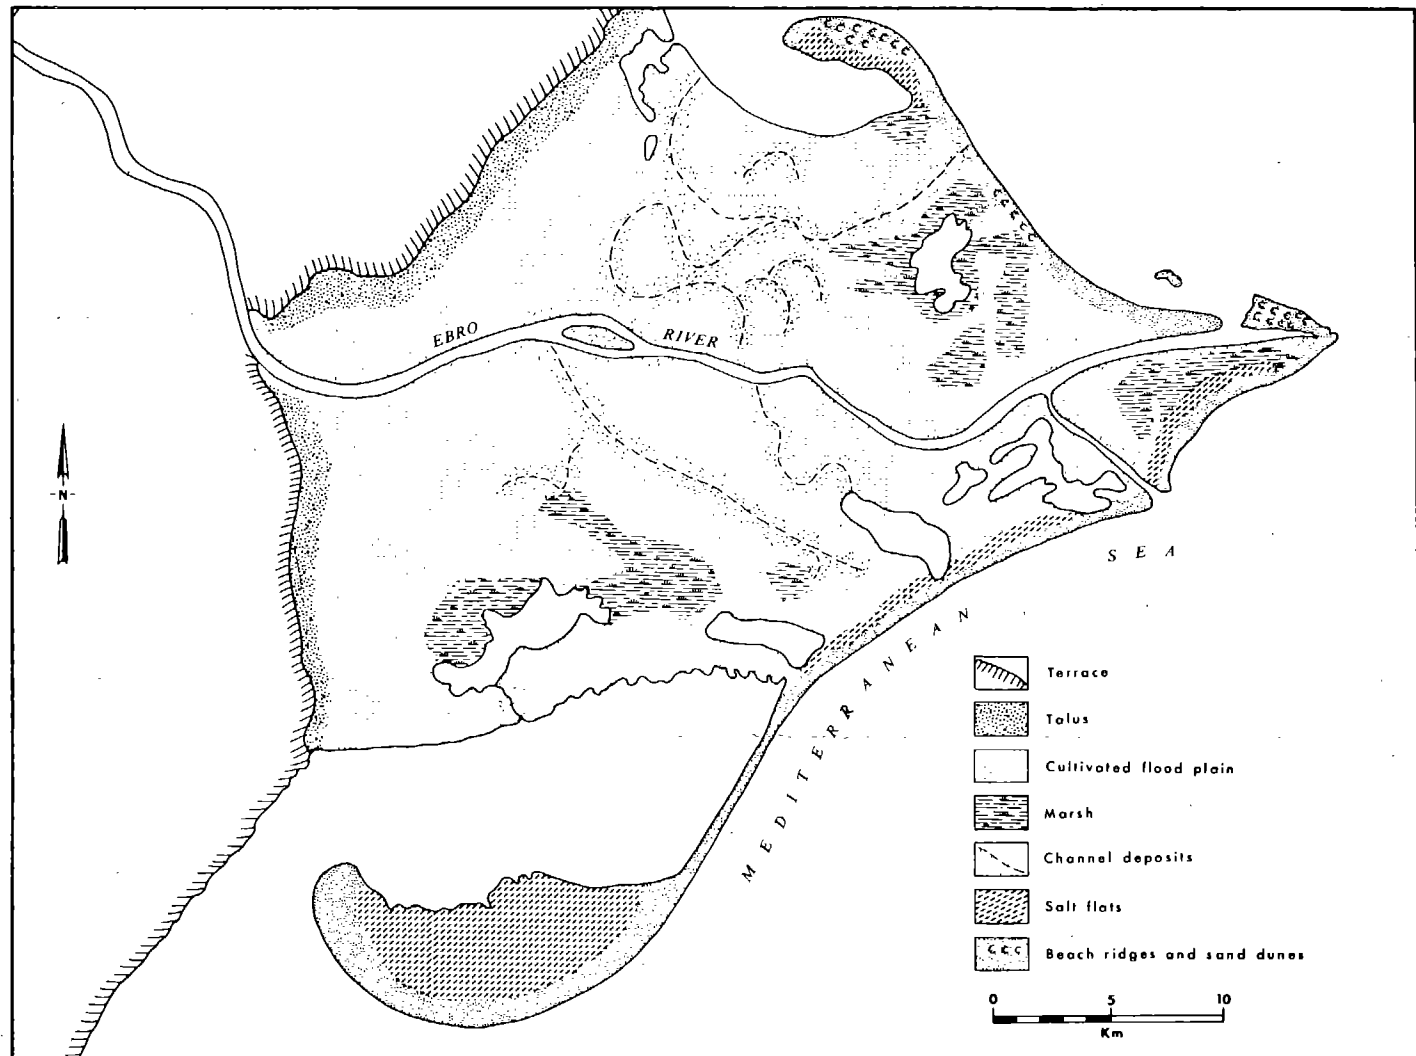 EBRO RIVER
-N-
SEA
MEDITERRANEAN
Terrace
Talus
Cultivated flood plain
Marsh
Channel deposits
Salt flats
Beach ridges and sand dunes
0 5 10
Km